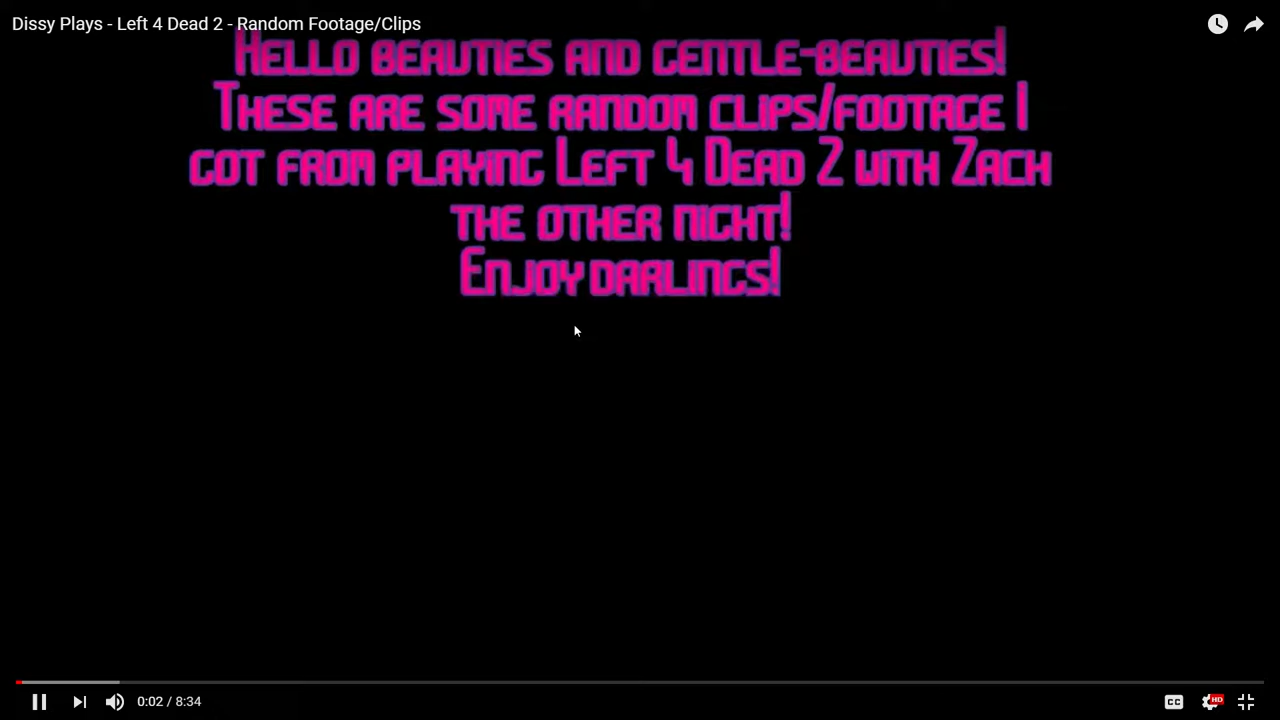 Dissy Plays - Left 4 Dead 2 - Random Footage/Clips
Hello beauties and gentle-beauties!
These are some random clips/footage I
got from playing Left 4 Dead 2 with Zach
the other night!
Enjoy darlings!
0:02 / 8:34
CC
HD